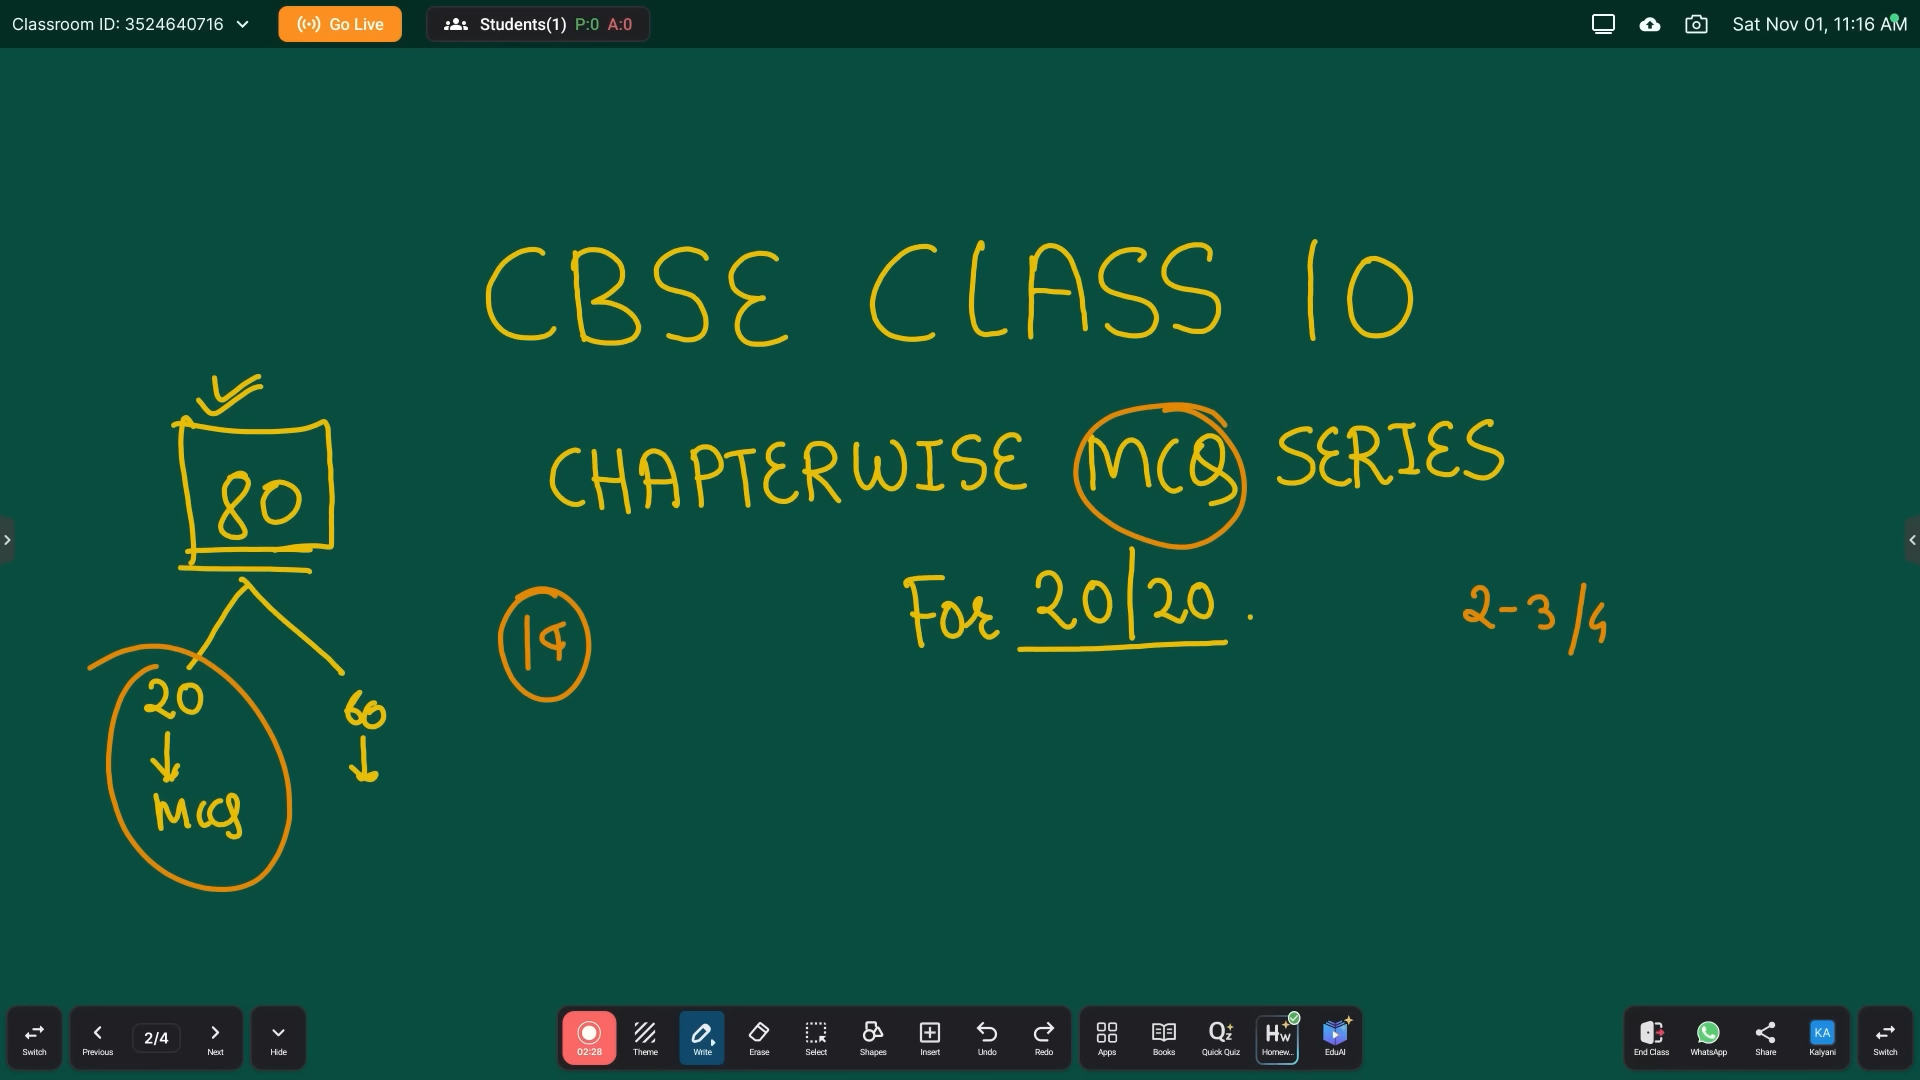 Classroom ID: 3524640716
Go Live
Students(1) P:0 A:0
Sat Nov 01, 11:16 AM
CBSE CLASS 10
CHAPTERWISE MCQ SERIES
For 20|20.
80
20
60
MCQ
2-3/4
Switch
Previous
2/4
Next
Hide
02:28
Theme
Write
Erase
Select
Shapes
Insert
Undo
Redo
Apps
Books
Qz
Quick Quiz
Hw
Homew...
EduAI
End Class
WhatsApp
Share
KA
Kalyani
Switch